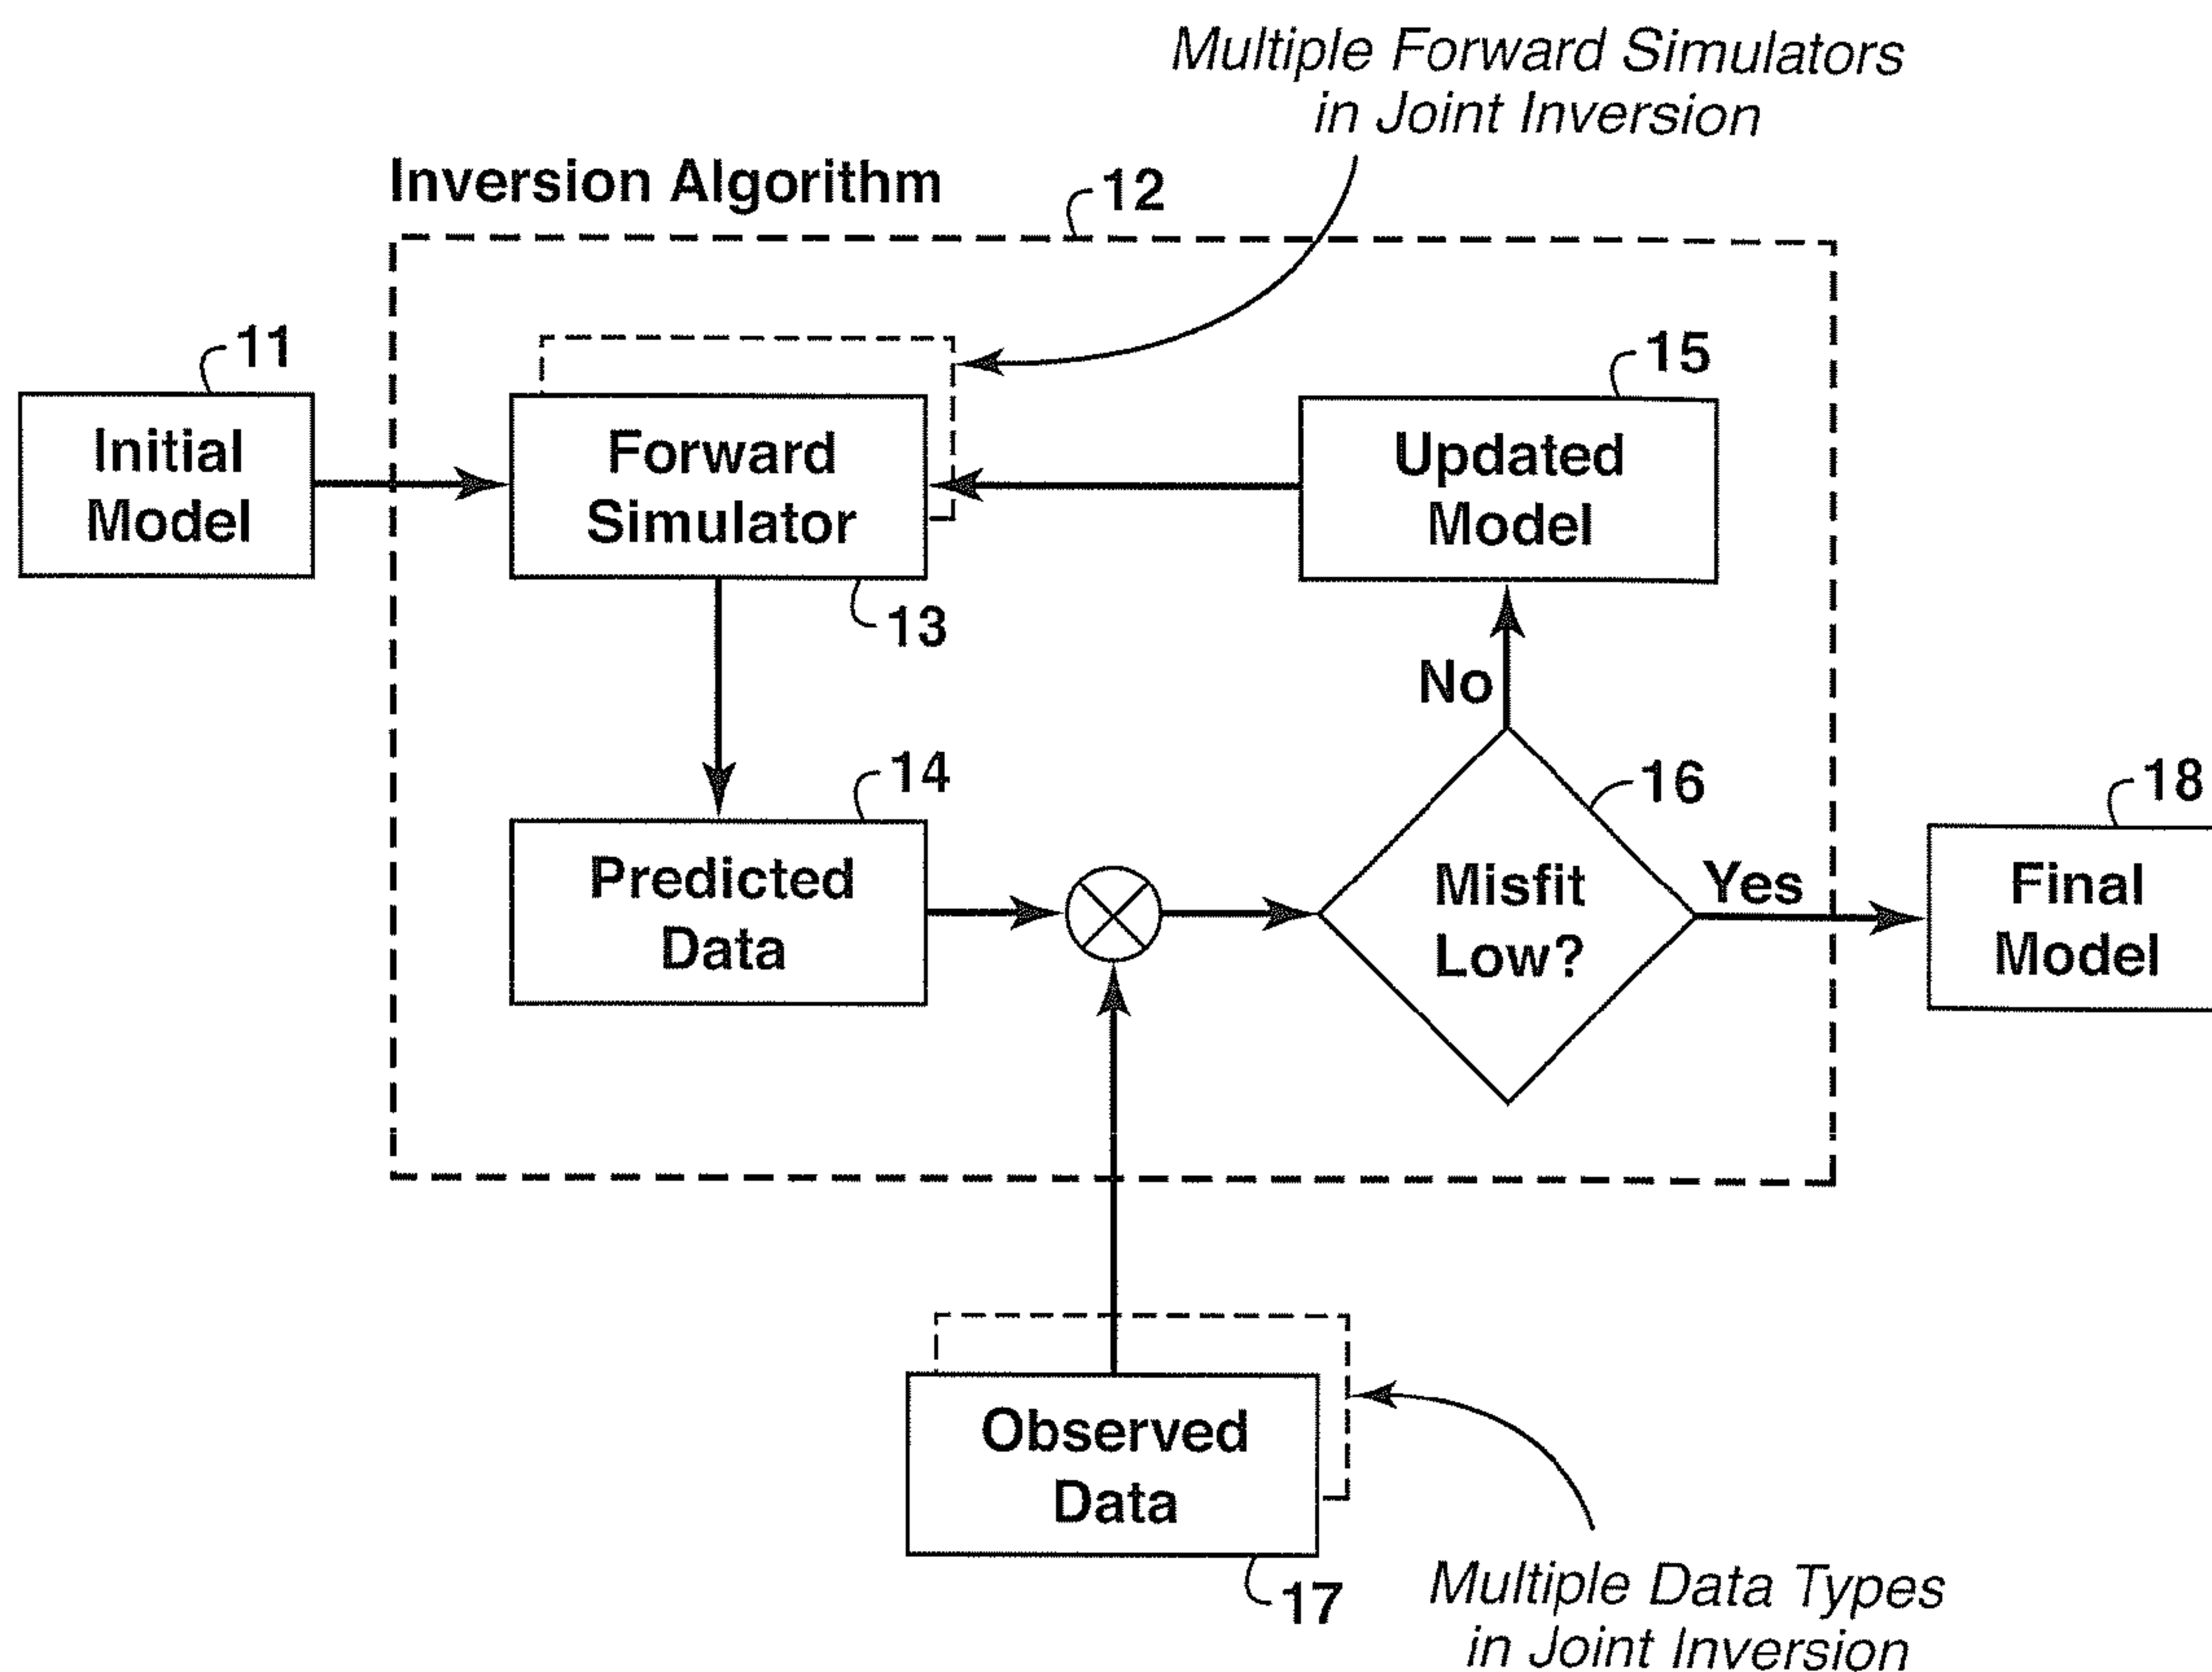 Multiple Forward Simulators
in Joint Inversion
Inversion Algorithm
12
11
15
Initial
Model
Forward
Simulator
Updated
Model
13
No
14
16
18
Predicted
Data
Misfit
Low?
Yes
Final
Model
Observed
Data
17
Multiple Data Types
in Joint Inversion